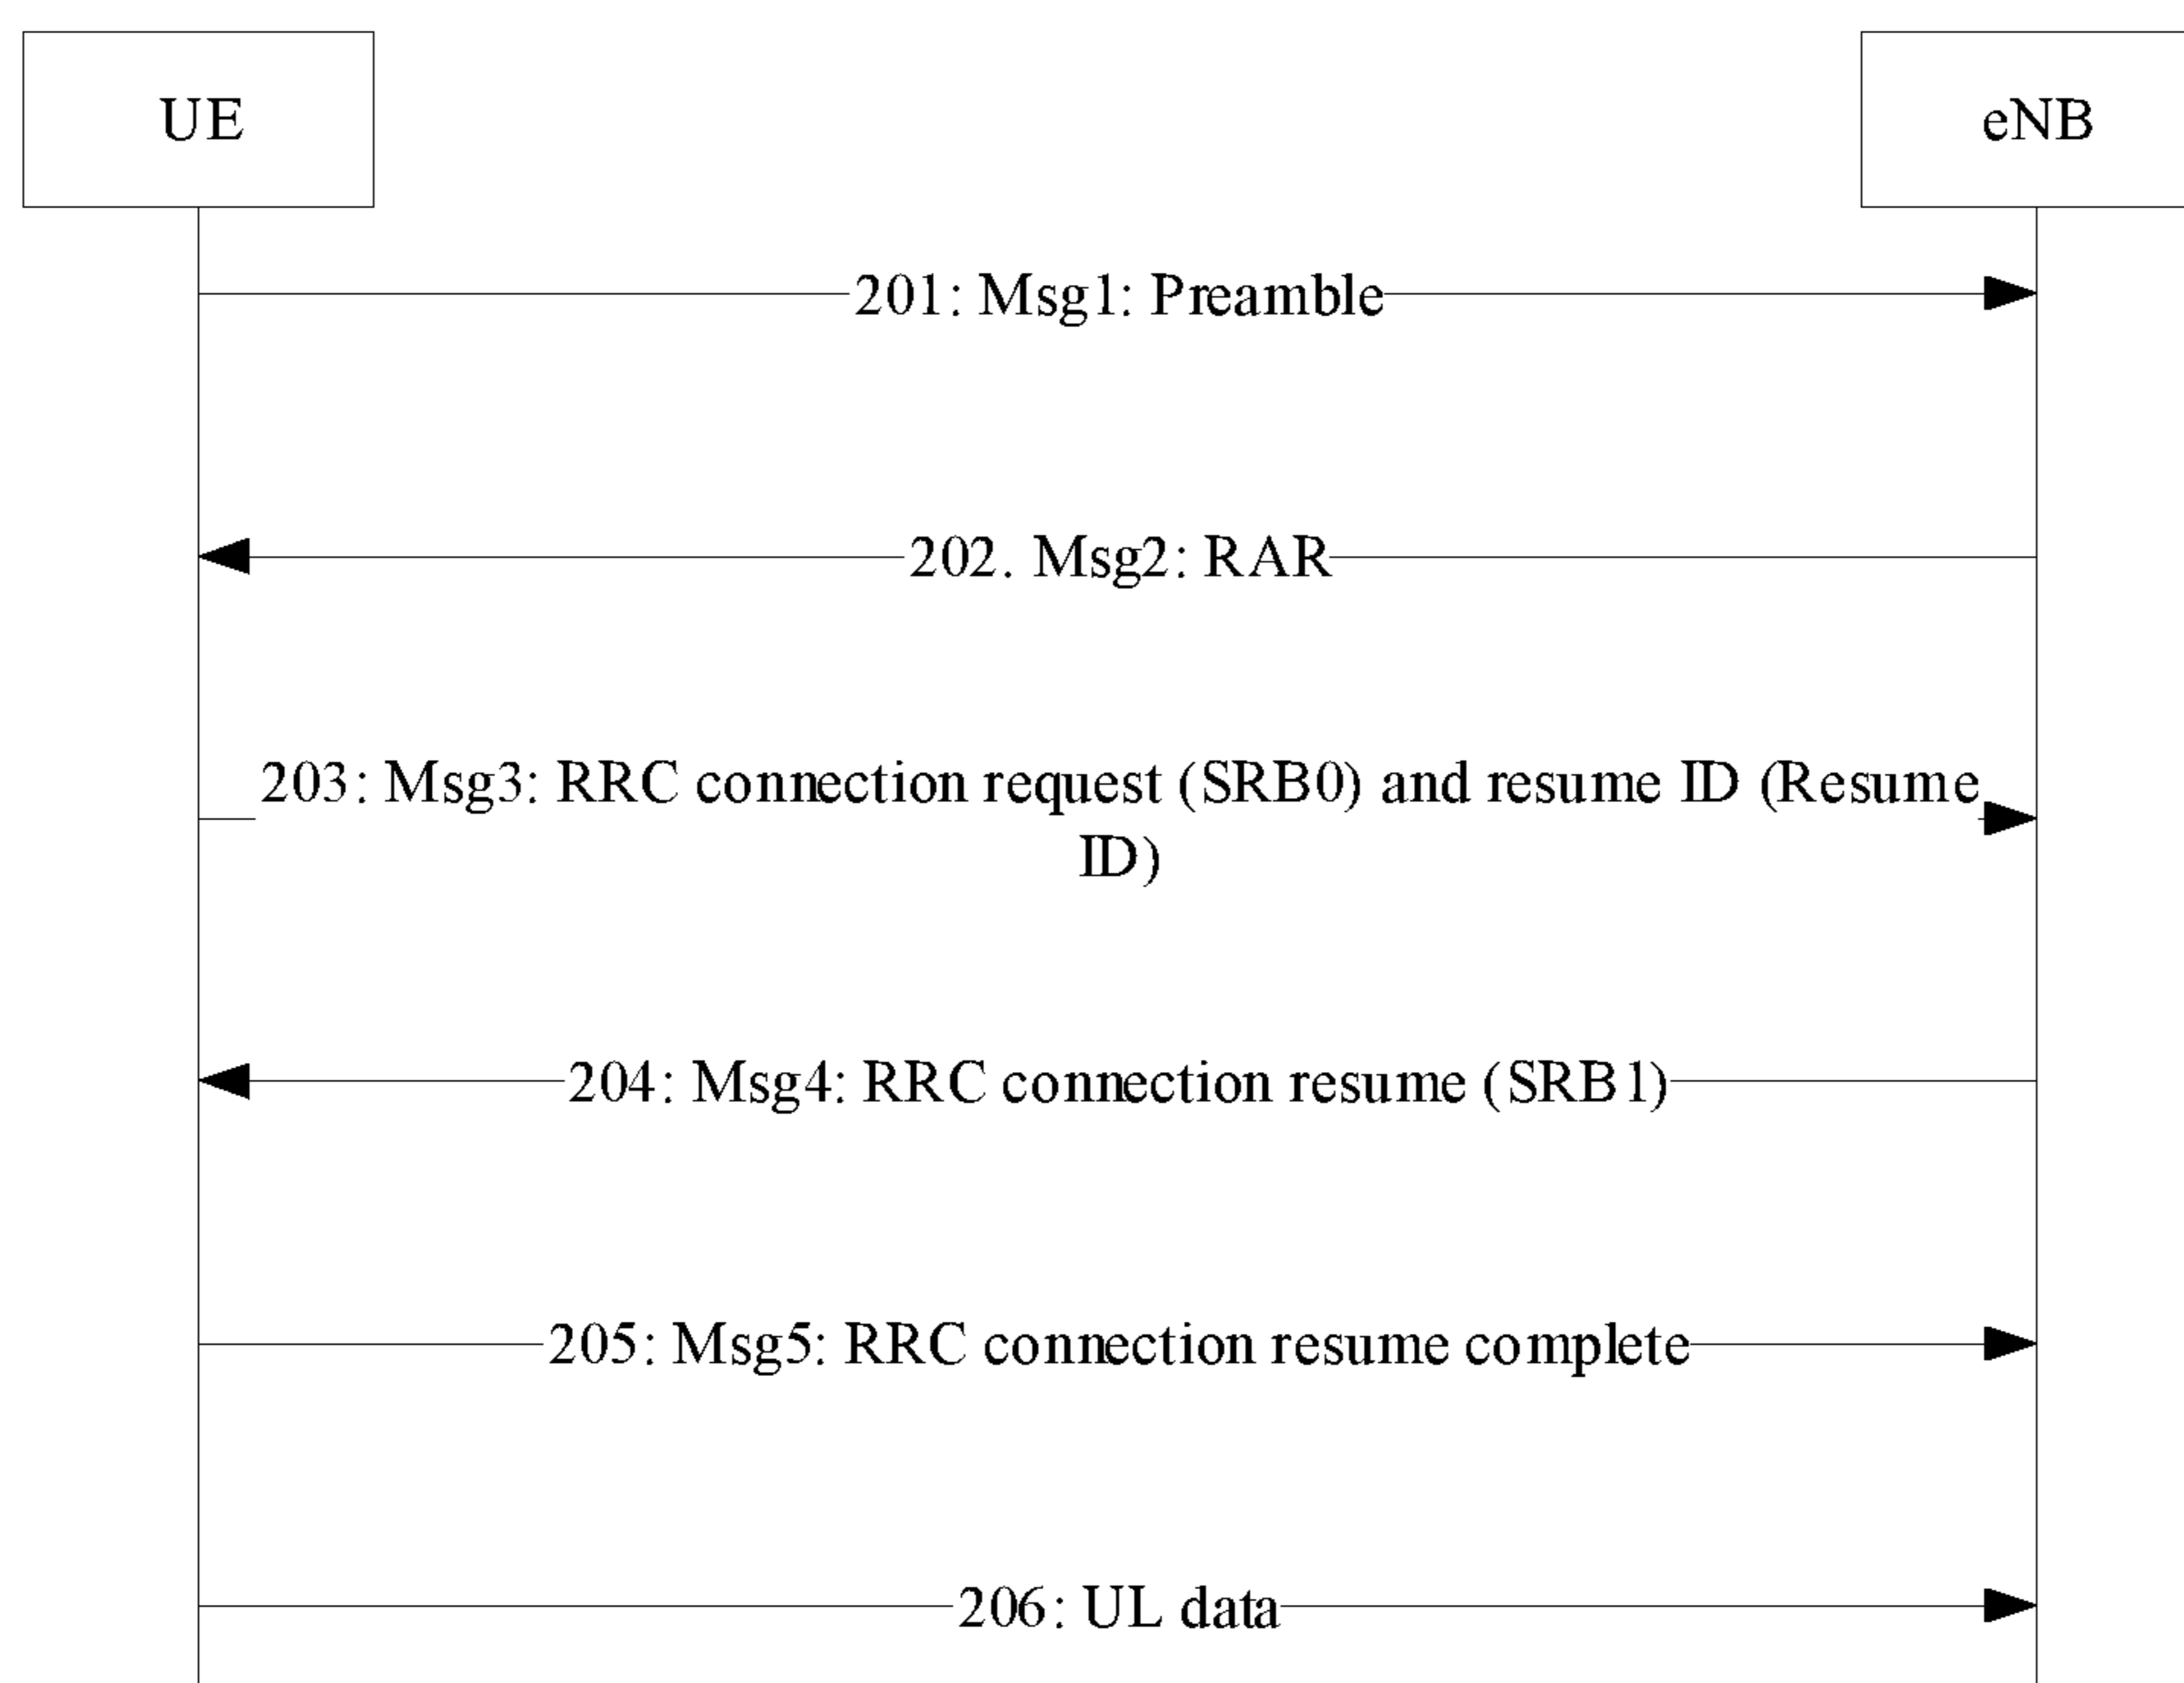 UE
eNB
201: Msg1: Preamble
202. Msg2: RAR
203: Msg3: RRC connection request (SRB0) and resume ID (Resume
ID)
204: Msg4: RRC connection resume (SRB1)
205: Msg5: RRC connection resume complete
206: UL data